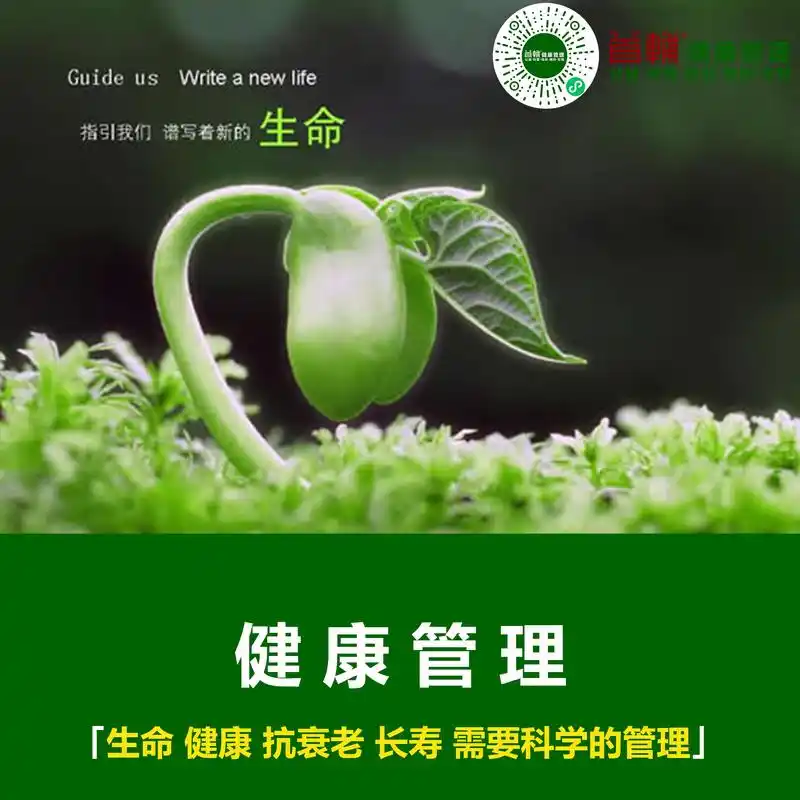 Guide us Write a new life
指引我们 谱写着新的 生命
健康管理
「生命 健康 抗衰老 长寿 需要科学的管理」